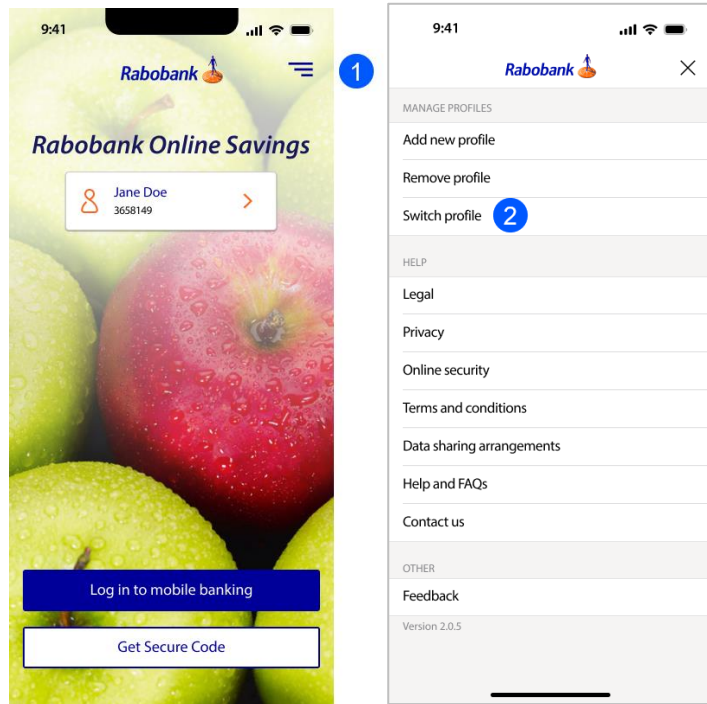 9:41
Rabobank
1
Rabobank Online Savings
Jane Doe
3658149
Log in to mobile banking
Get Secure Code
9:41
Rabobank
MANAGE PROFILES
Add new profile
Remove profile
Switch profile 2
HELP
Legal
Privacy
Online security
Terms and conditions
Data sharing arrangements
Help and FAQs
Contact us
OTHER
Feedback
Version 2.0.5